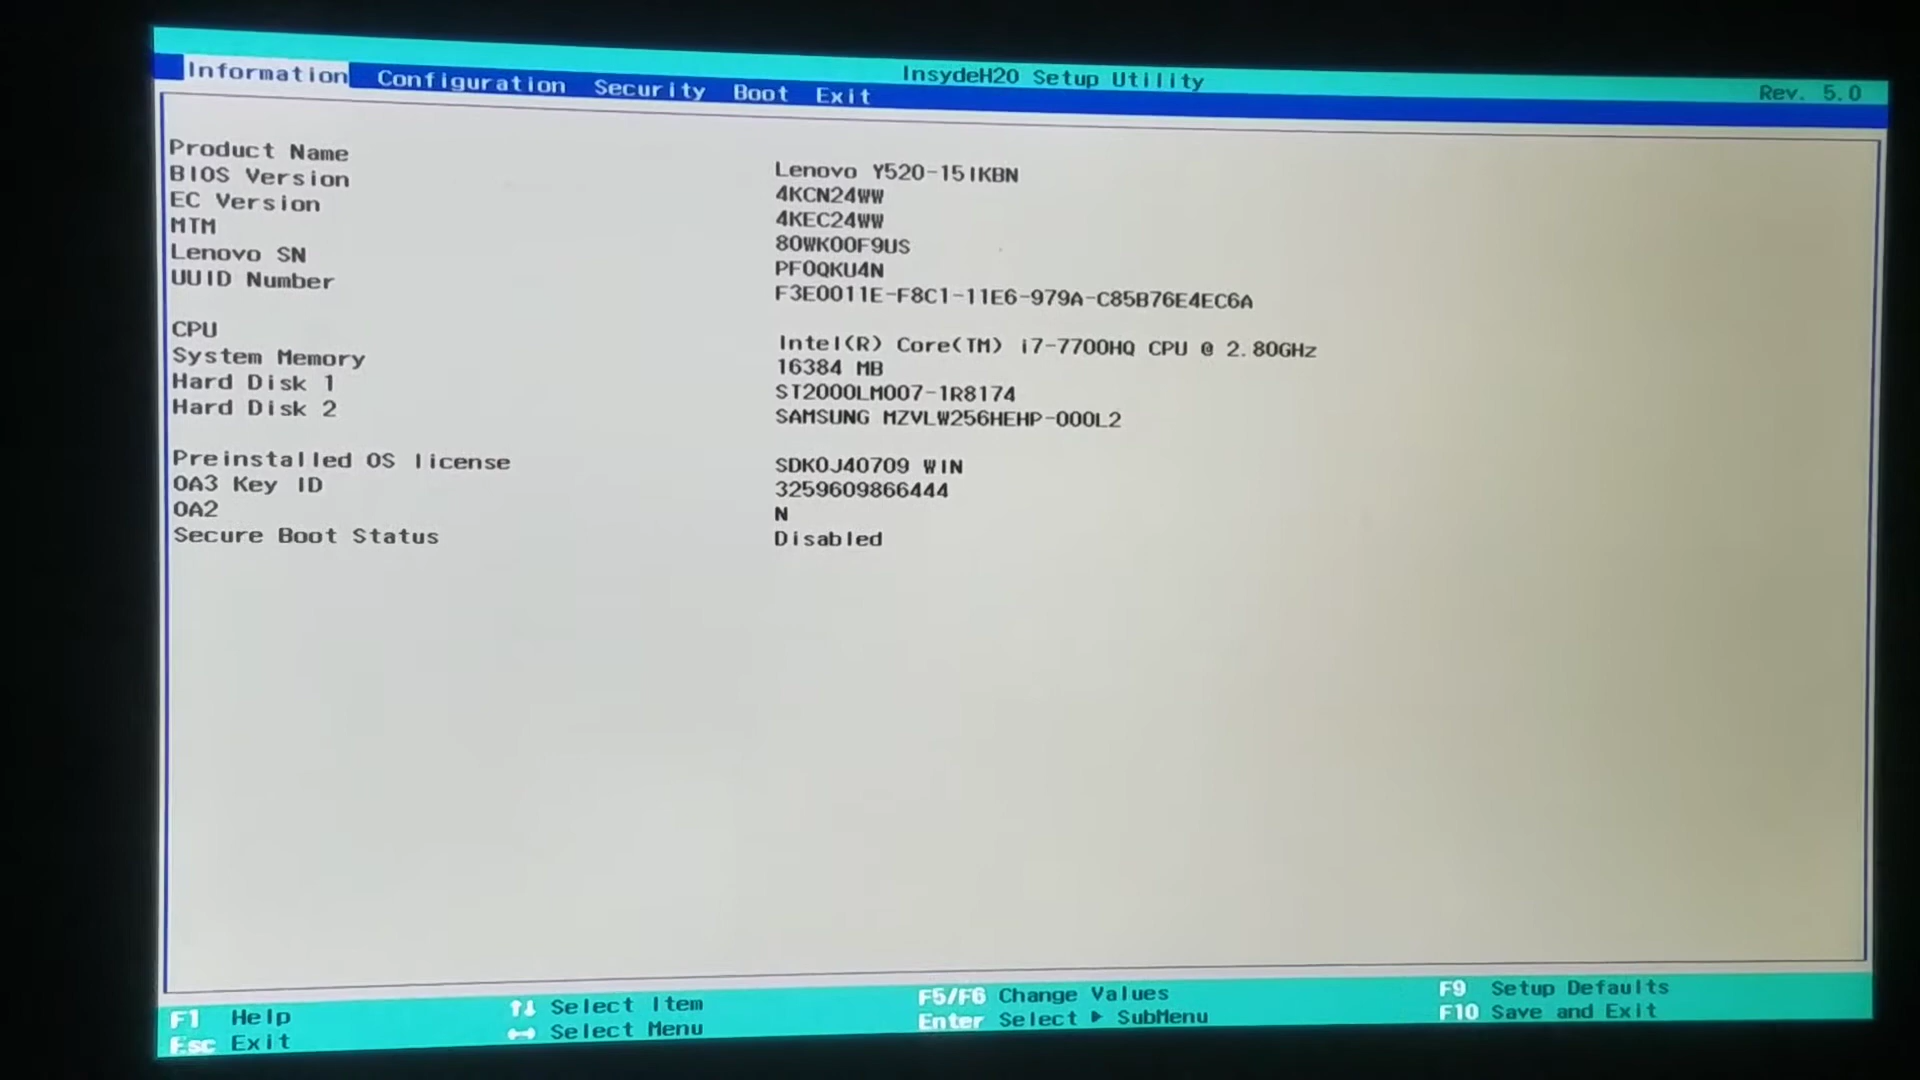 InsydeH20 Setup Utility Rev. 5.0
Information Configuration Security Boot Exit
Product Name Lenovo Y520-15IKBN
BIOS Version 4KCN24WW
EC Version 4KEC24WW
MTM 80WK00F9US
Lenovo SN PF0QKU4N
UUID Number F3E0011E-F8C1-11E6-979A-C85B76E4EC6A
CPU Intel(R) Core(TM) i7-7700HQ CPU @ 2.80GHz
System Memory 16384 MB
Hard Disk 1 ST2000LM007-1R8174
Hard Disk 2 SAMSUNG MZVLW256HEHP-000L2
Preinstalled OS license SDK0J40709 WIN
OA3 Key ID 3259609866444
OA2 N
Secure Boot Status Disabled
F1 Help ↑↓ Select Item F5/F6 Change Values F9 Setup Defaults
Esc Exit ↔ Select Menu Enter Select ▶ SubMenu F10 Save and Exit